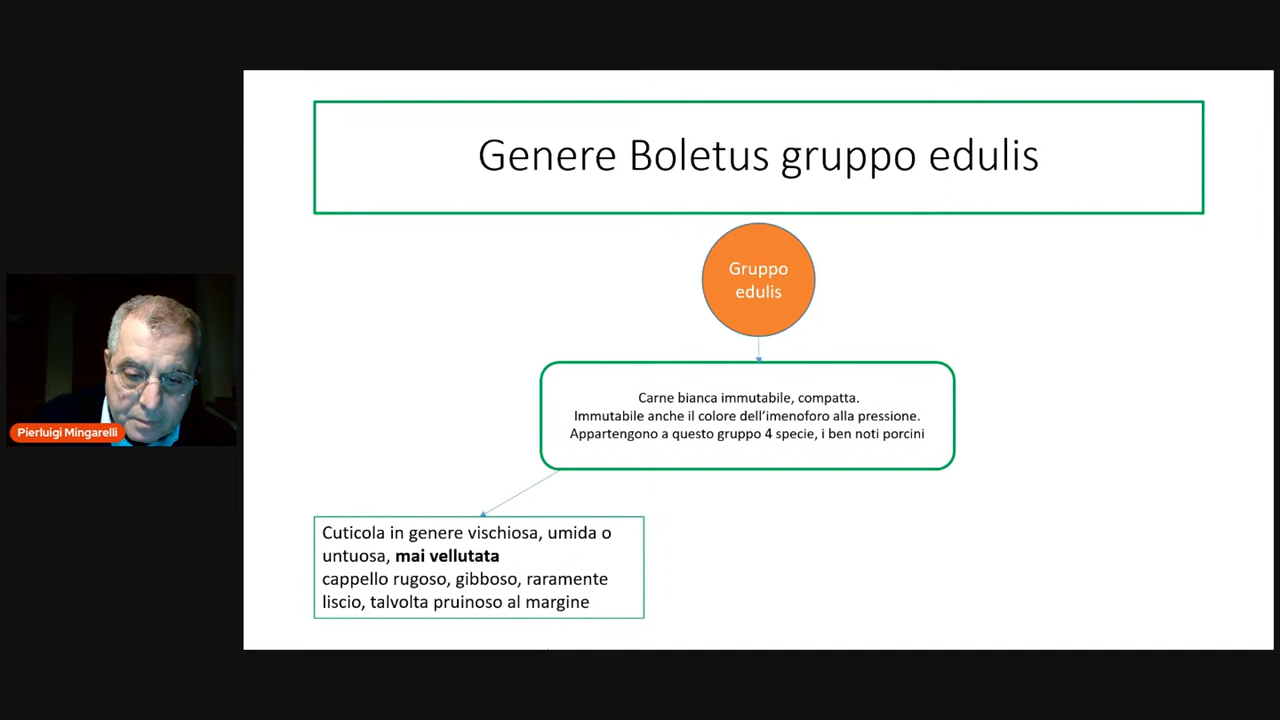 Genere Boletus gruppo edulis
Gruppo
edulis
Carne bianca immutabile, compatta.
Immutabile anche il colore dell'imenoforo alla pressione.
Appartengono a questo gruppo 4 specie, i ben noti porcini
Pierluigi Mingarelli
Cuticola in genere vischiosa, umida o
untuosa, mai vellutata
cappello rugoso, gibboso, raramente
liscio, talvolta pruinoso al margine